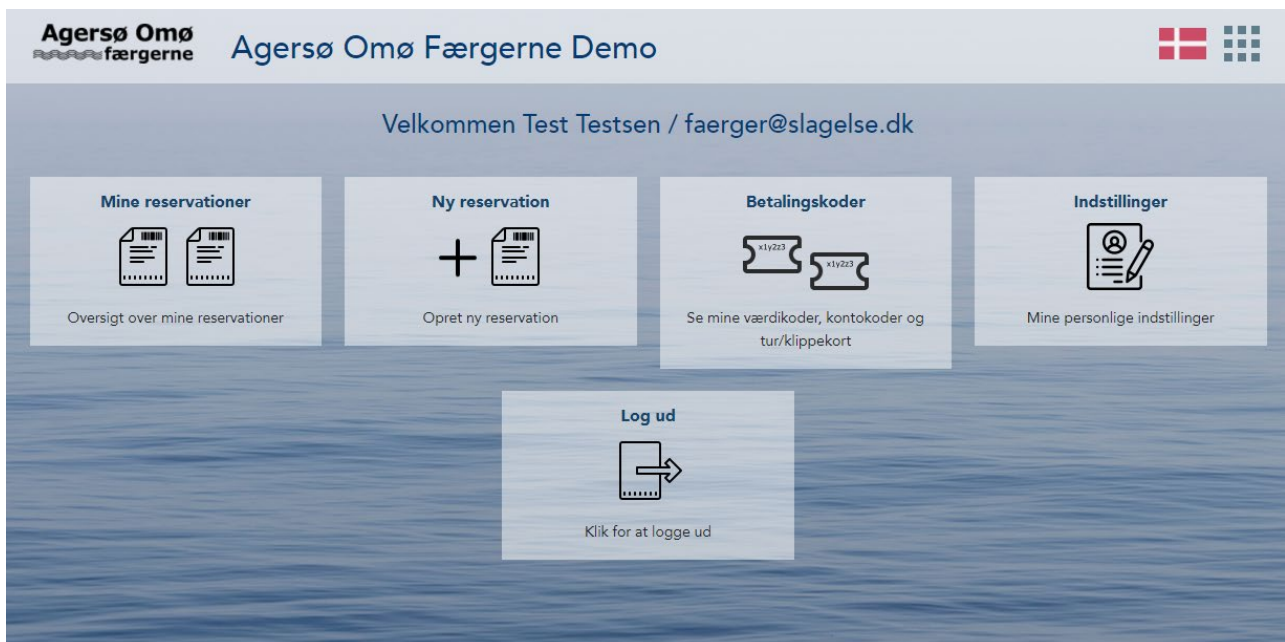 Agersø Omø
færgerne
Agersø Omø Færgerne Demo
Velkommen Test Testsen / faerger@slagelse.dk
Mine reservationer
Oversigt over mine reservationer
Ny reservation
Opret ny reservation
Betalingskoder
x1y2z3
x1y2z3
Se mine værdikoder, kontokoder og
tur/klippekort
Indstillinger
Mine personlige indstillinger
Log ud
Klik for at logge ud